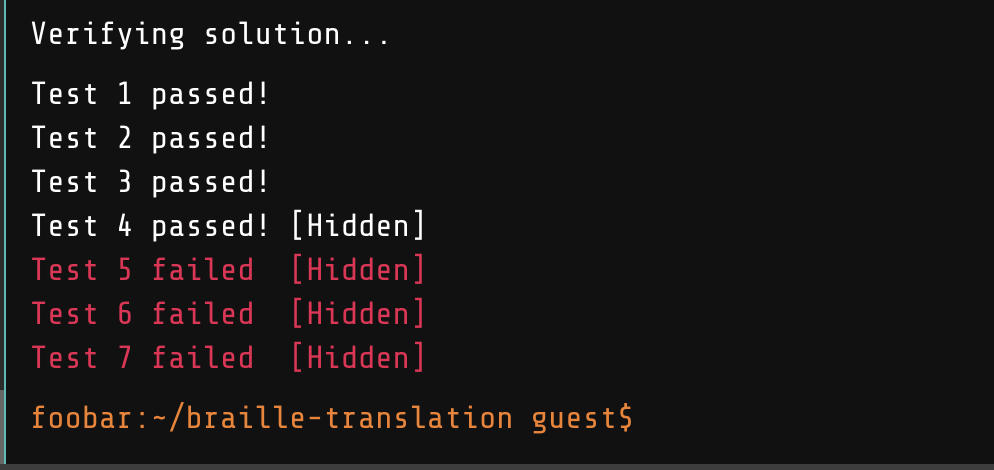 Verifying solution...
Test 1 passed!
Test 2 passed!
Test 3 passed!
Test 4 passed! [Hidden]
Test 5 failed  [Hidden]
Test 6 failed  [Hidden]
Test 7 failed  [Hidden]
foobar:~/braille-translation guest$